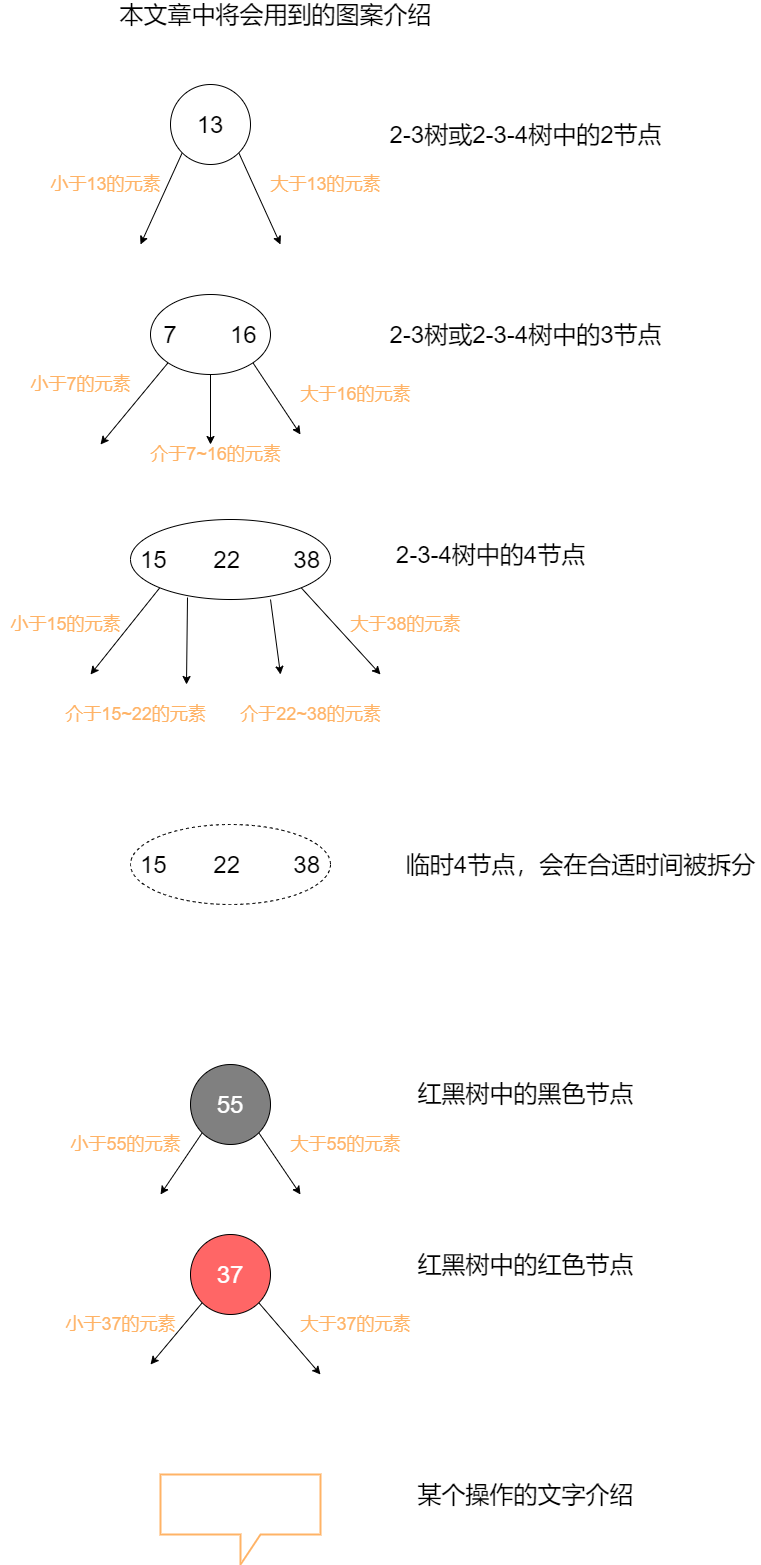 本文章中将会用到的图案介绍
13
2-3树或2-3-4树中的2节点
小于13的元素
大于13的元素
7 16
2-3树或2-3-4树中的3节点
小于7的元素
大于16的元素
介于7~16的元素
15 22 38
2-3-4树中的4节点
小于15的元素
大于38的元素
介于15~22的元素
介于22~38的元素
15 22 38
临时4节点，会在合适时间被拆分
55
红黑树中的黑色节点
小于55的元素
大于55的元素
37
红黑树中的红色节点
小于37的元素
大于37的元素
某个操作的文字介绍